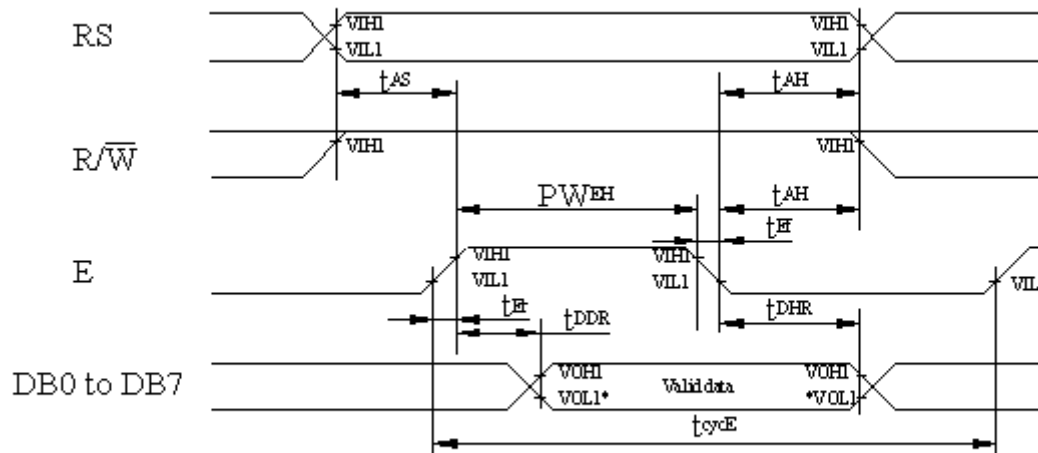 RS
VIH1 VIH1
VIL1 VIL1
tAS tAH
R/W̅
VIH1 VIH1
PWEH tAH
tEf
E
VIH1 VIH1
VIL1 VIL1 VIL
tEr tDDR tDHR
DB0 to DB7
VOH1 Valid data VOH1
VOL1* *VOL1
tcycE